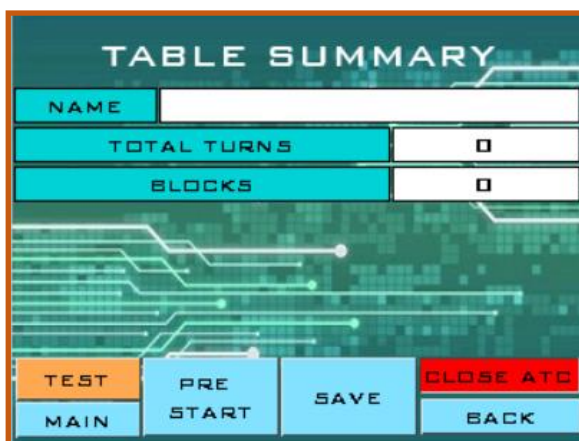 TABLE SUMMARY
NAME
TOTAL TURNS 0
BLOCKS 0
TEST
MAIN
PRE
START
SAVE
CLOSE ATC
BACK